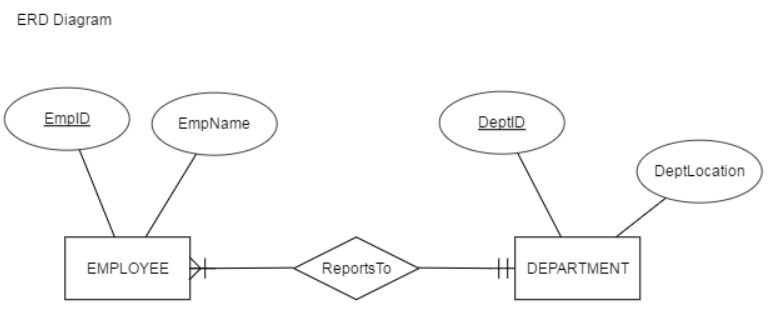 ERD Diagram
EmpID
EmpName
DeptID
DeptLocation
EMPLOYEE
ReportsTo
DEPARTMENT